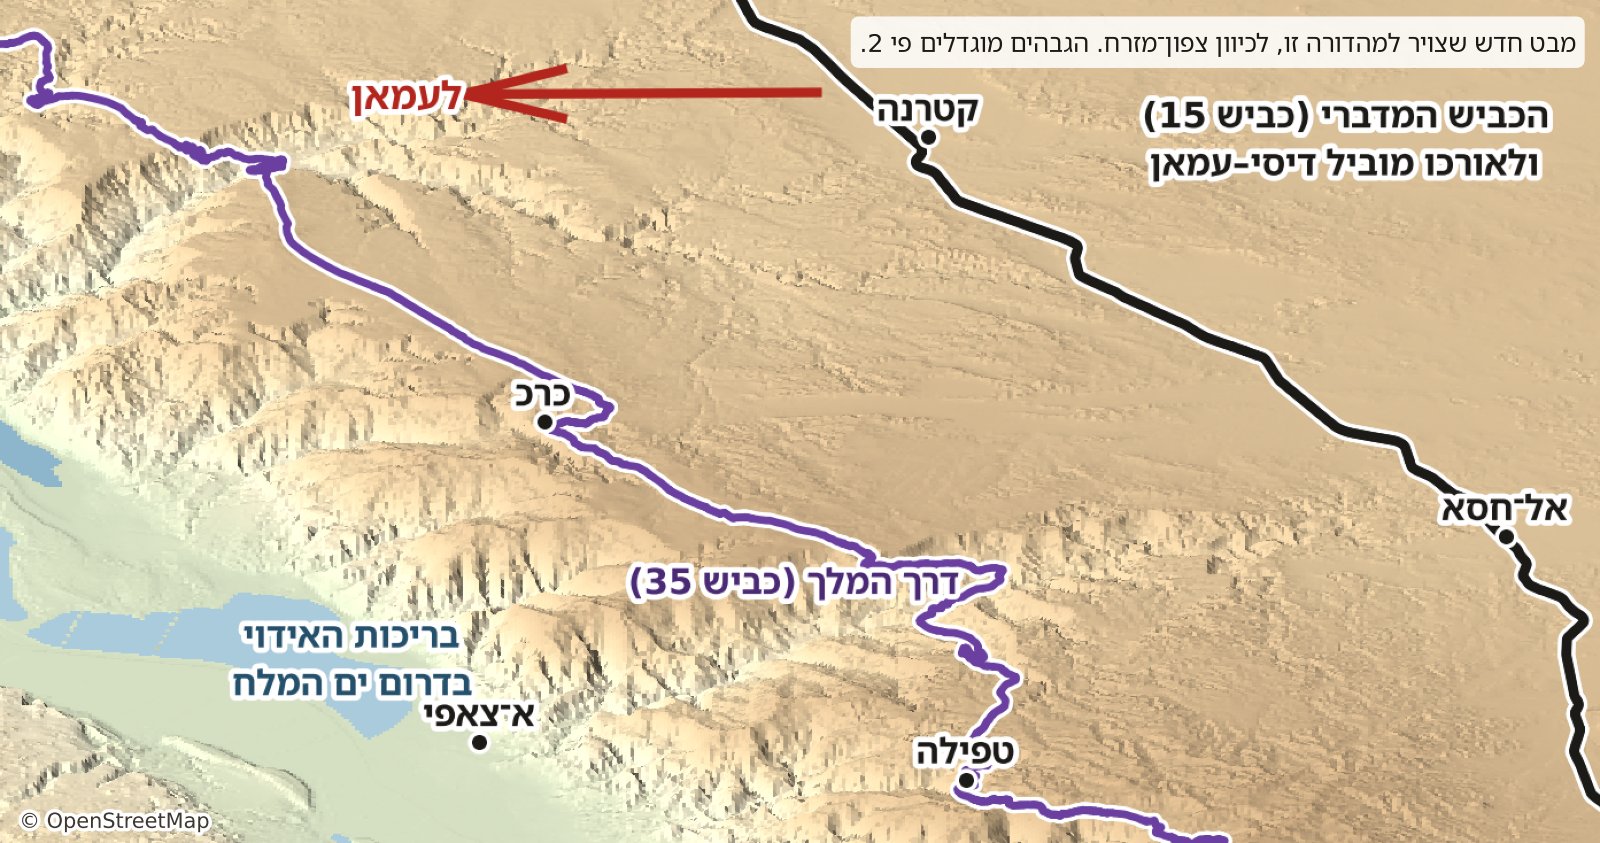 מבט חדש שצויר למהדורה זו, לכיוון צפון־מזרח. הגבהים מוגדלים פי 2.
לעמאן
קטרנה
הכביש המדברי (כביש 15)
ולאורכו מוביל דיסי–עמאן
כרכ
אל־חסא
דרך המלך (כביש 35)
בריכות האידוי
בדרום ים המלח
א־צאפי
טפילה
© OpenStreetMap